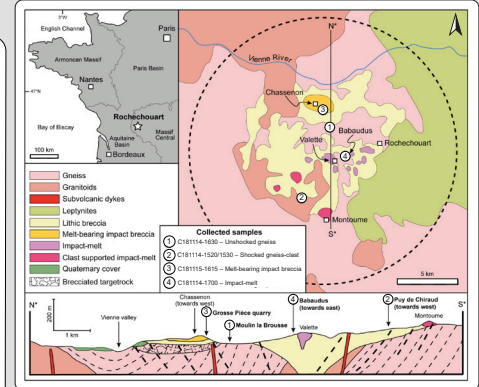 3°W
Paris
English Channel
Armorican Massif
Paris Basin
47°N
Nantes
Rochechouart
Bay of Biscay
Aquitaine Basin
Massif Central
Bordeaux
100 km
N*
Vienne River
Chassenon
3
1
Valette
Babaudus
4
Rochechouart
2
Montoume
S*
5 km
Gneiss
Granitoids
Subvolcanic dykes
Leptynites
Lithic breccia
Melt-bearing impact breccia
Impact-melt
Clast supported impact-melt
Quaternary cover
Brecciated targetrock
Collected samples
1 C181114-1630 – Unshocked gneiss
2 C181114-1520/1530 – Shocked gneiss-clast
3 C181115-1615 – Melt-bearing impact breccia
4 C181114-1700 – Impact-melt
N*
200 m
1 km
Vienne valley
Chassenon (towards west)
3 Grosse Pièce quarry
1 Moulin la Brousse
4 Babaudus (towards east)
Valette
2 Puy de Chiraud (towards west)
Montoume
S*